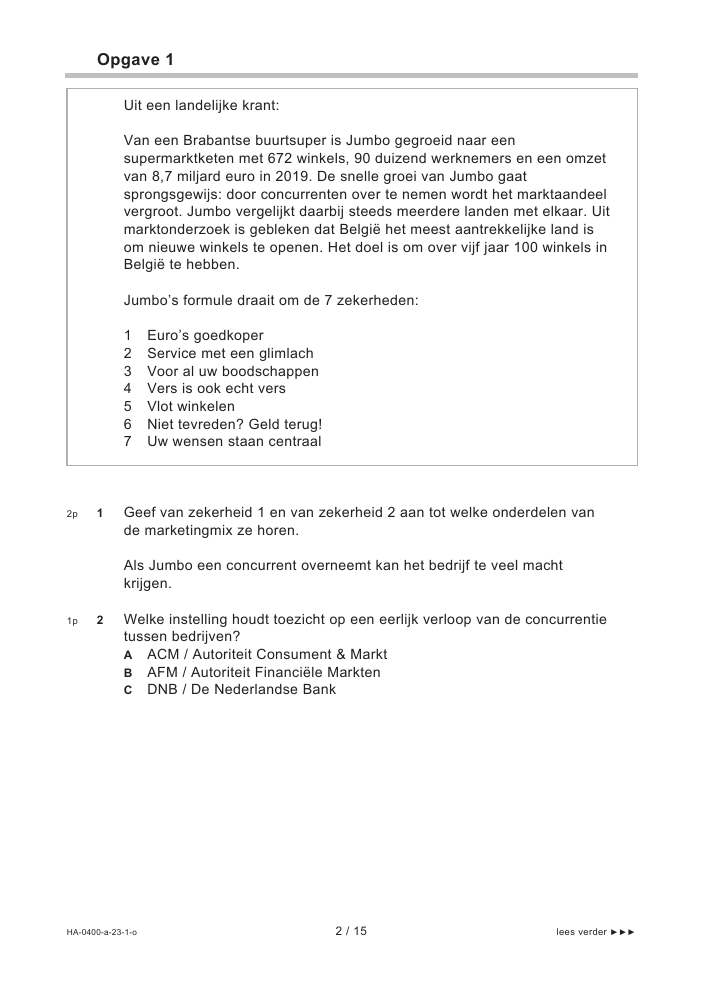 Opgave 1
Uit een landelijke krant:
Van een Brabantse buurtsuper is Jumbo gegroeid naar een
supermarktketen met 672 winkels, 90 duizend werknemers en een omzet
van 8,7 miljard euro in 2019. De snelle groei van Jumbo gaat
sprongsgewijs: door concurrenten over te nemen wordt het marktaandeel
vergroot. Jumbo vergelijkt daarbij steeds meerdere landen met elkaar. Uit
marktonderzoek is gebleken dat België het meest aantrekkelijke land is
om nieuwe winkels te openen. Het doel is om over vijf jaar 100 winkels in
België te hebben.
Jumbo’s formule draait om de 7 zekerheden:
1 Euro’s goedkoper
2 Service met een glimlach
3 Voor al uw boodschappen
4 Vers is ook echt vers
5 Vlot winkelen
6 Niet tevreden? Geld terug!
7 Uw wensen staan centraal
2p 1 Geef van zekerheid 1 en van zekerheid 2 aan tot welke onderdelen van
de marketingmix ze horen.
Als Jumbo een concurrent overneemt kan het bedrijf te veel macht
krijgen.
1p 2 Welke instelling houdt toezicht op een eerlijk verloop van de concurrentie
tussen bedrijven?
A ACM / Autoriteit Consument & Markt
B AFM / Autoriteit Financiële Markten
C DNB / De Nederlandse Bank
HA-0400-a-23-1-o 2 / 15 lees verder ►►►